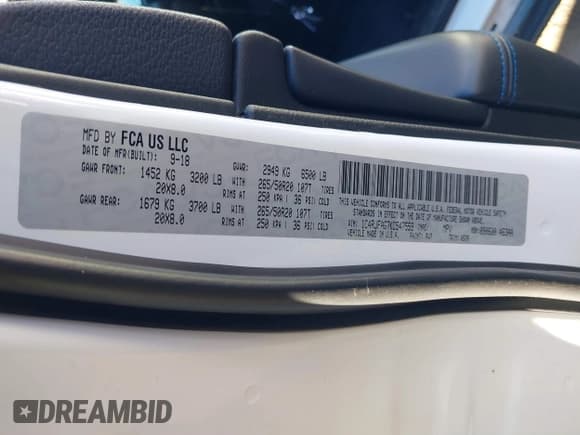 MFD BY FCA US LLC
DATE OF MFR(BUILT): 9-18
GVWR: 2949 KG 6500 LB
GAWR FRONT: 1452 KG 3200 LB WITH 265/50R20 107T TIRES
20X8.0 RIMS AT 250 KPA ( 36 PSI) COLD
GAWR REAR: 1679 KG 3700 LB WITH 265/50R20 107T TIRES
20X8.0 RIMS AT 250 KPA ( 36 PSI) COLD
THIS VEHICLE CONFORMS TO ALL APPLICABLE U.S.A. FEDERAL MOTOR VEHICLE SAFETY
STANDARDS IN EFFECT ON THE DATE OF MANUFACTURE SHOWN ABOVE.
TYPE: MPV
PAINT: PW7
DREAMBID